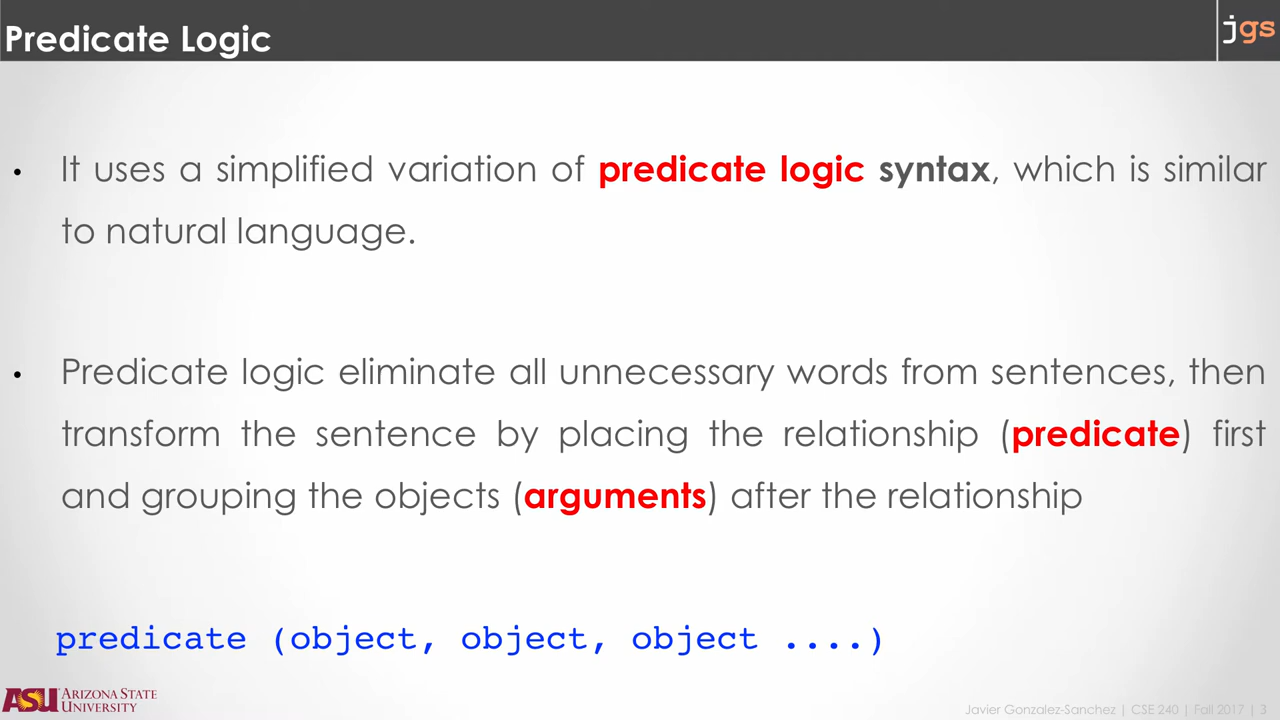 Predicate Logic
jgs
• It uses a simplified variation of predicate logic syntax, which is similar
to natural language.
• Predicate logic eliminate all unnecessary words from sentences, then
transform the sentence by placing the relationship (predicate) first
and grouping the objects (arguments) after the relationship
predicate (object, object, object ....)
ASU ARIZONA STATE
UNIVERSITY
Javier Gonzalez-Sanchez | CSE 240 | Fall 2017 | 3